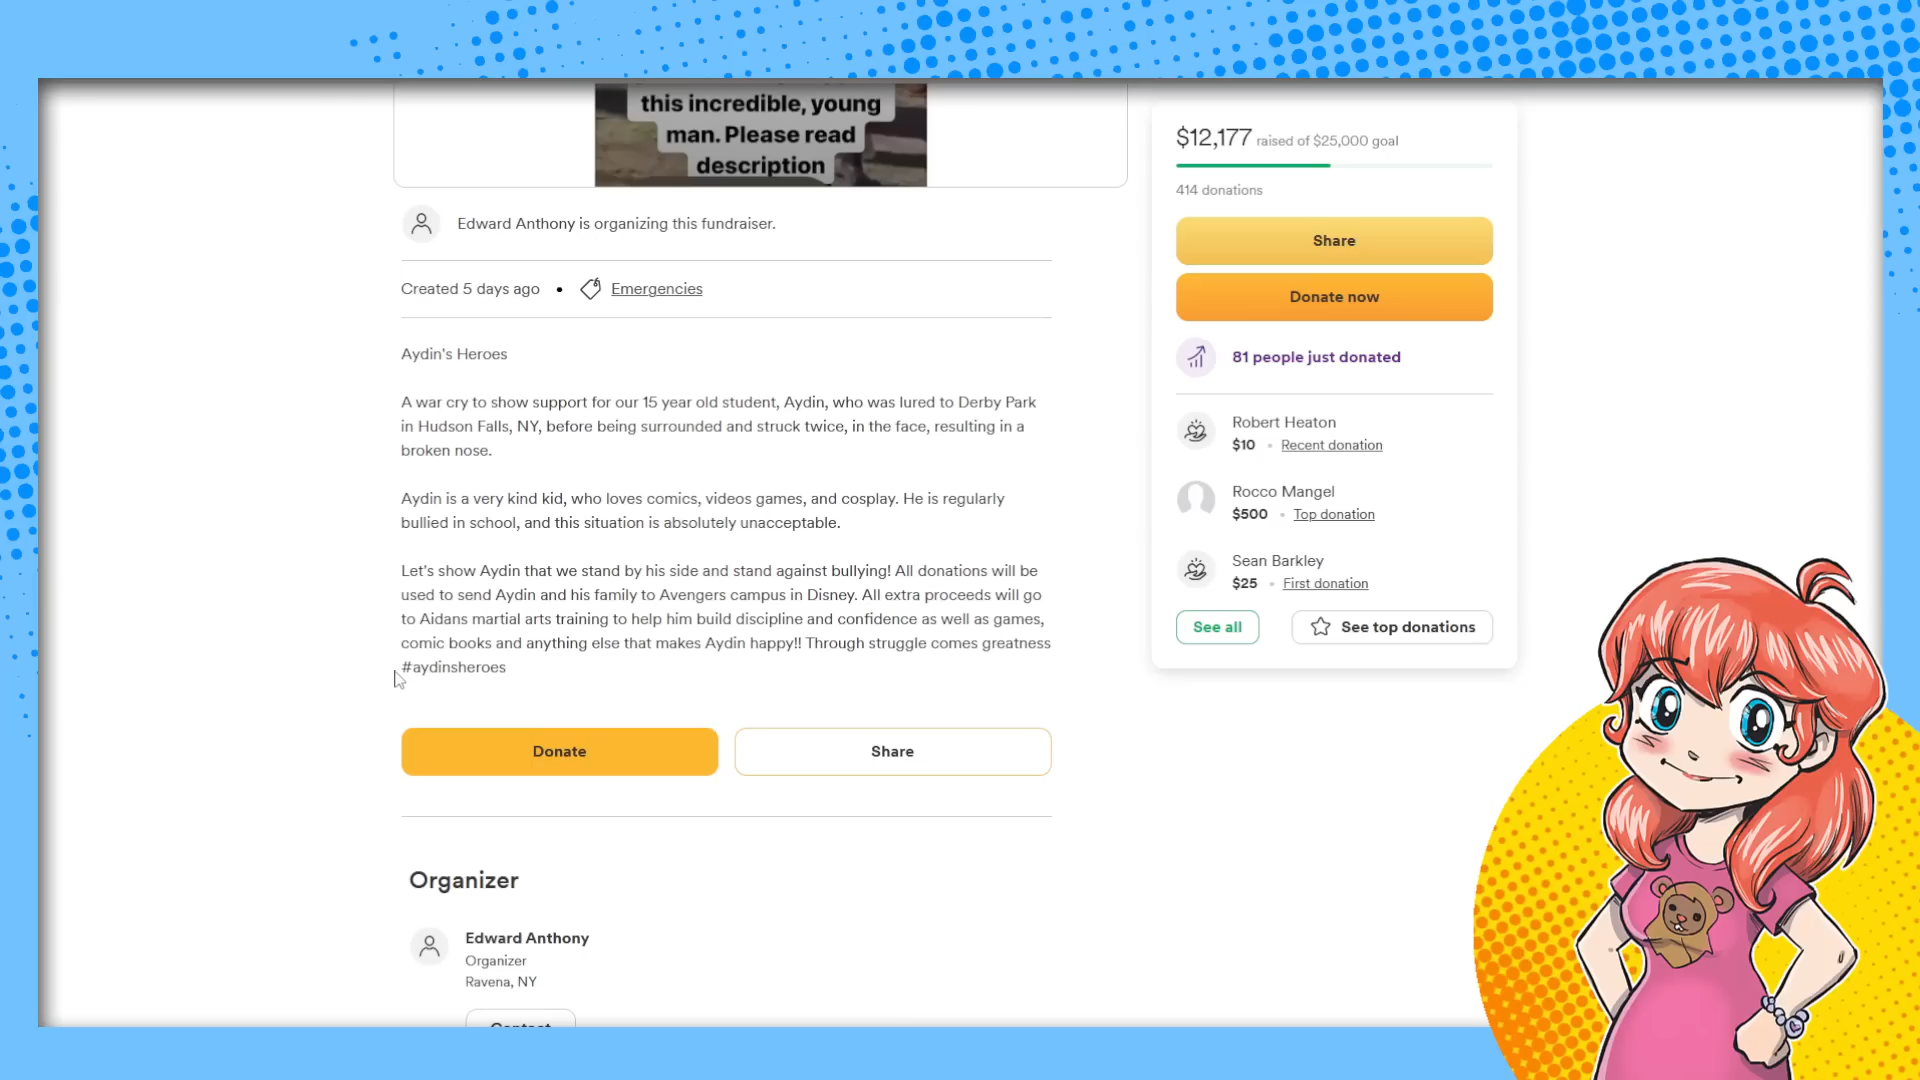 this incredible, young
man. Please read
description
Edward Anthony is organizing this fundraiser.
Created 5 days ago • Emergencies
Aydin's Heroes
A war cry to show support for our 15 year old student, Aydin, who was lured to Derby Park
in Hudson Falls, NY, before being surrounded and struck twice, in the face, resulting in a
broken nose.
Aydin is a very kind kid, who loves comics, videos games, and cosplay. He is regularly
bullied in school, and this situation is absolutely unacceptable.
Let's show Aydin that we stand by his side and stand against bullying! All donations will be
used to send Aydin and his family to Avengers campus in Disney. All extra proceeds will go
to Aidans martial arts training to help him build discipline and confidence as well as games,
comic books and anything else that makes Aydin happy!! Through struggle comes greatness
#aydinsheroes
Donate
Share
Organizer
Edward Anthony
Organizer
Ravena, NY
Contact
$12,177 raised of $25,000 goal
414 donations
Share
Donate now
81 people just donated
Robert Heaton
$10 • Recent donation
Rocco Mangel
$500 • Top donation
Sean Barkley
$25 • First donation
See all
See top donations